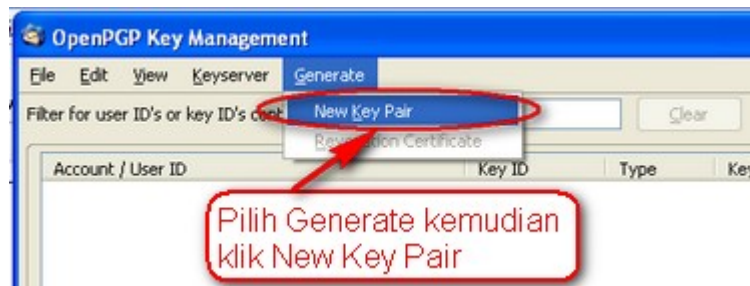 OpenPGP Key Management
File Edit View Keyserver Generate
Filter for user ID's or key ID's cont New Key Pair Clear
Revocation Certificate
Account / User ID Key ID Type Key
Pilih Generate kemudian
klik New Key Pair